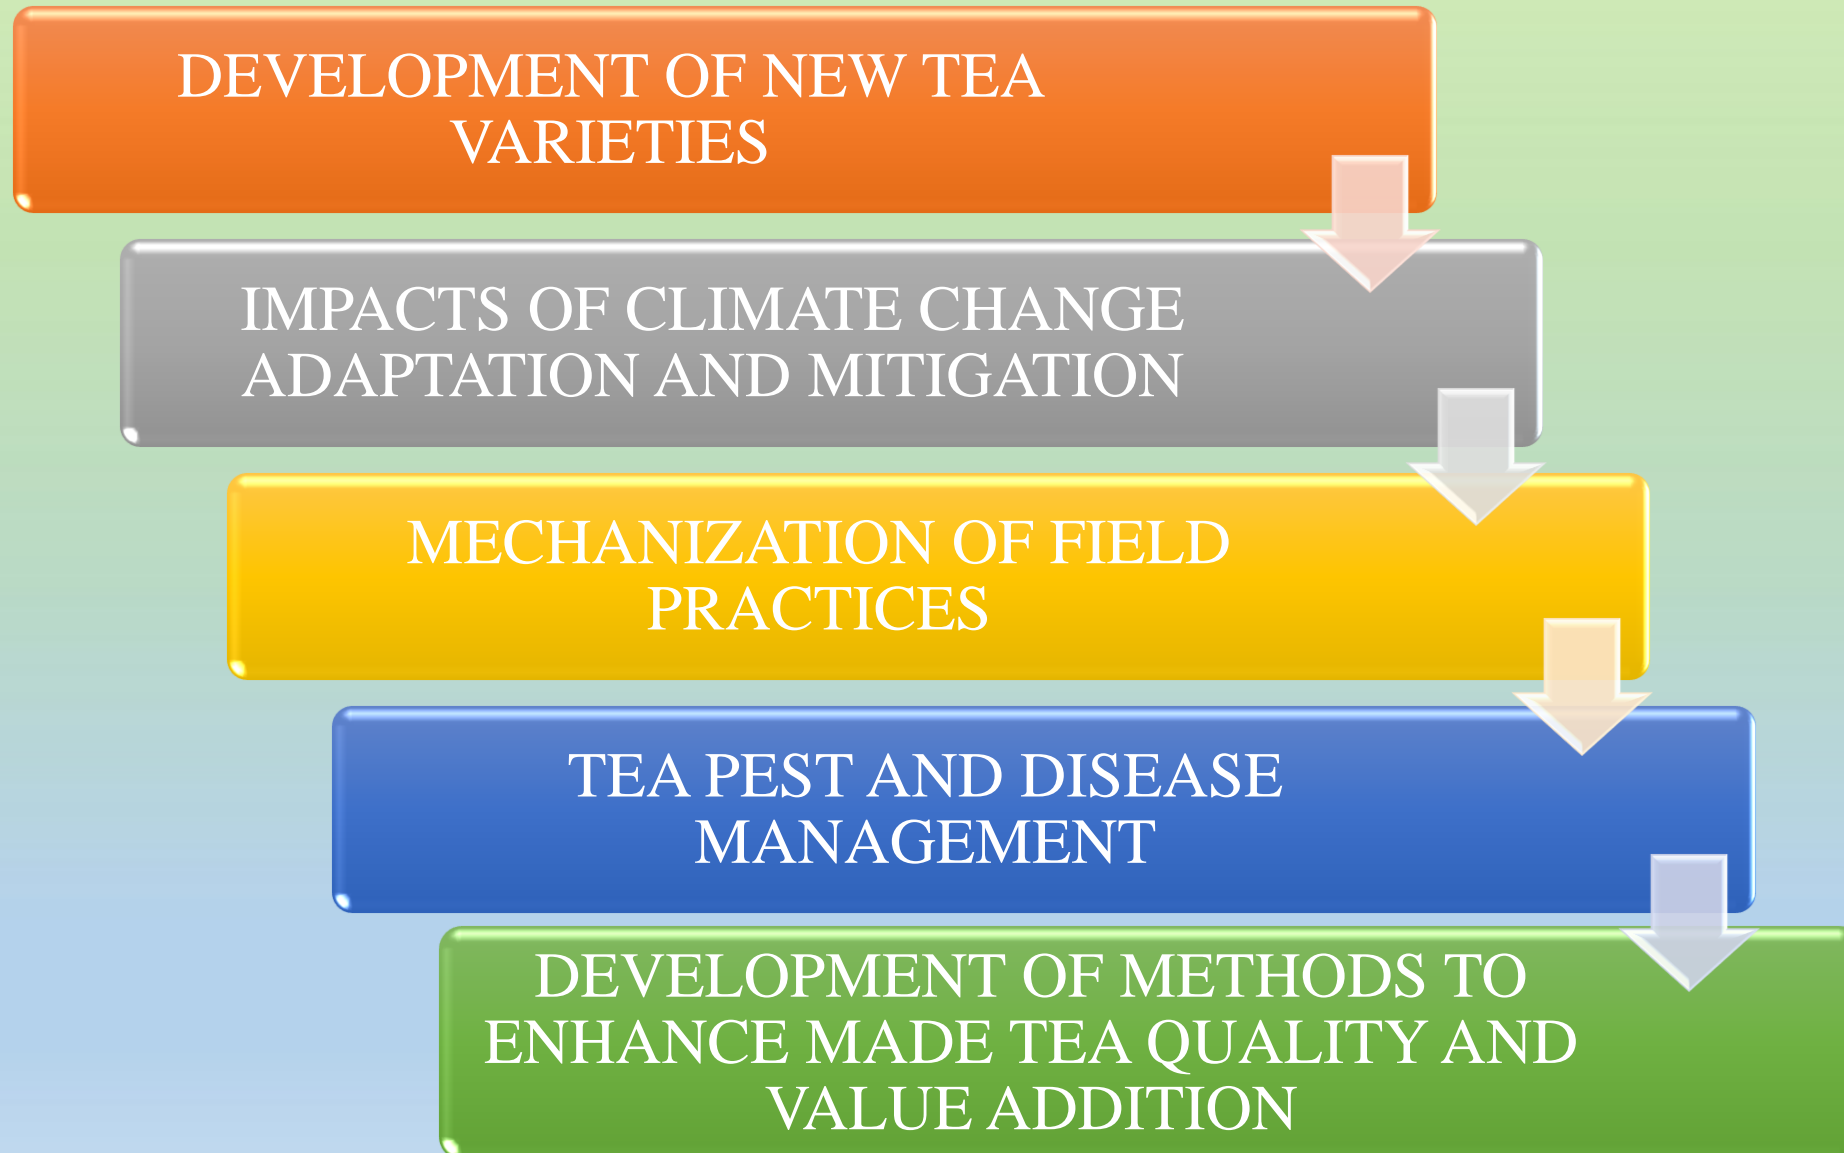 DEVELOPMENT OF NEW TEA
VARIETIES
IMPACTS OF CLIMATE CHANGE
ADAPTATION AND MITIGATION
MECHANIZATION OF FIELD
PRACTICES
TEA PEST AND DISEASE
MANAGEMENT
DEVELOPMENT OF METHODS TO
ENHANCE MADE TEA QUALITY AND
VALUE ADDITION